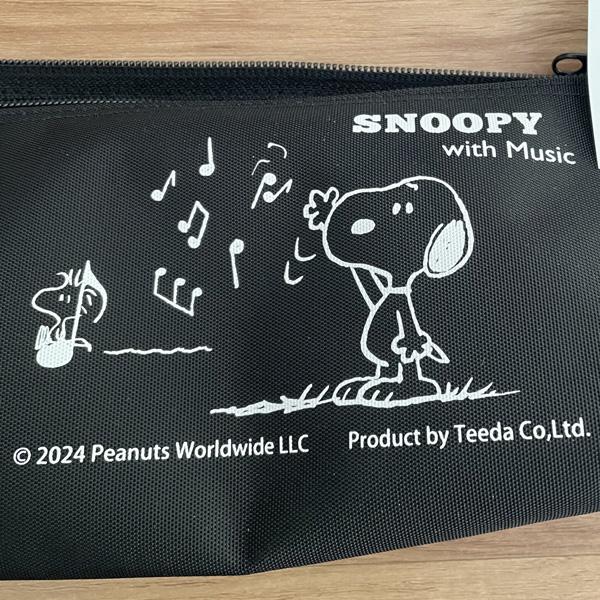 SNOOPY
with Music
© 2024 Peanuts Worldwide LLC
Product by Teeda Co,Ltd.